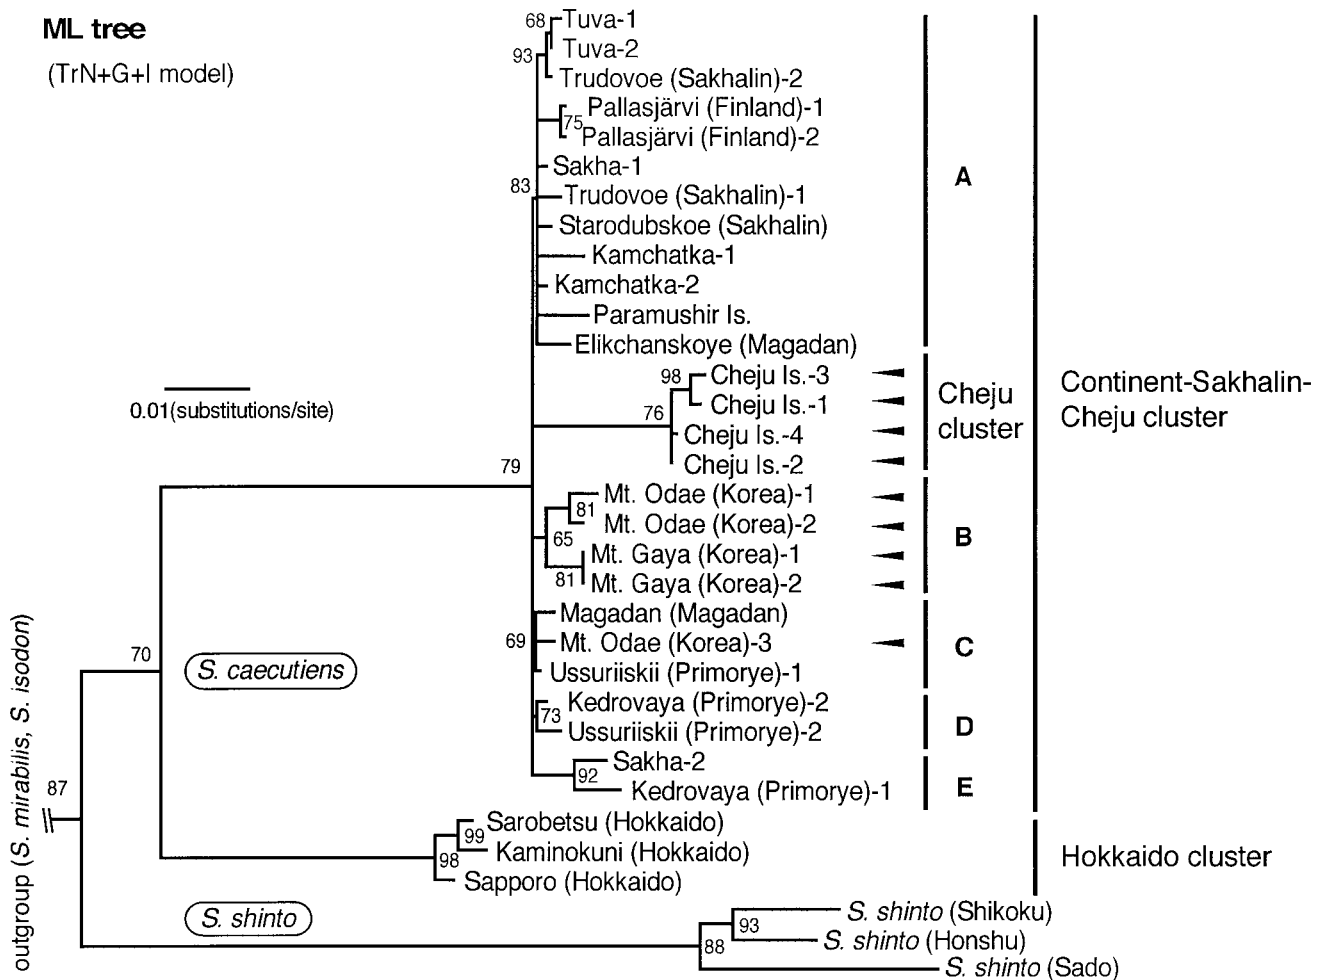 ML tree
(TrN+G+I model)
68
Tuva-1
93
Tuva-2
Trudovoe (Sakhalin)-2
Pallasjärvi (Finland)-1
75
Pallasjärvi (Finland)-2
Sakha-1
83
Trudovoe (Sakhalin)-1
Starodubskoe (Sakhalin)
Kamchatka-1
Kamchatka-2
Paramushir Is.
Elikchanskoye (Magadan)
A
0.01(substitutions/site)
98
Cheju Is.-3
Cheju Is.-1
76
Cheju Is.-4
Cheju Is.-2
Cheju
cluster
Continent-Sakhalin-
Cheju cluster
79
Mt. Odae (Korea)-1
81
Mt. Odae (Korea)-2
65
Mt. Gaya (Korea)-1
81
Mt. Gaya (Korea)-2
B
Magadan (Magadan)
69
Mt. Odae (Korea)-3
Ussuriiskii (Primorye)-1
C
Kedrovaya (Primorye)-2
73
Ussuriiskii (Primorye)-2
D
Sakha-2
92
Kedrovaya (Primorye)-1
E
70
S. caecutiens
87
outgroup (S. mirabilis, S. isodon)
Sarobetsu (Hokkaido)
99
Kaminokuni (Hokkaido)
98
Sapporo (Hokkaido)
Hokkaido cluster
S. shinto
S. shinto (Shikoku)
93
S. shinto (Honshu)
88
S. shinto (Sado)